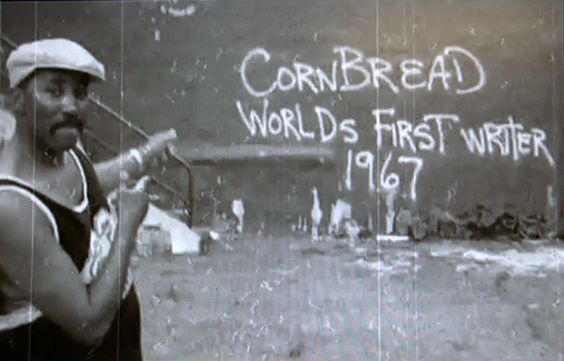 CORNBREAD
WORLDS FIRST WRITER
1967